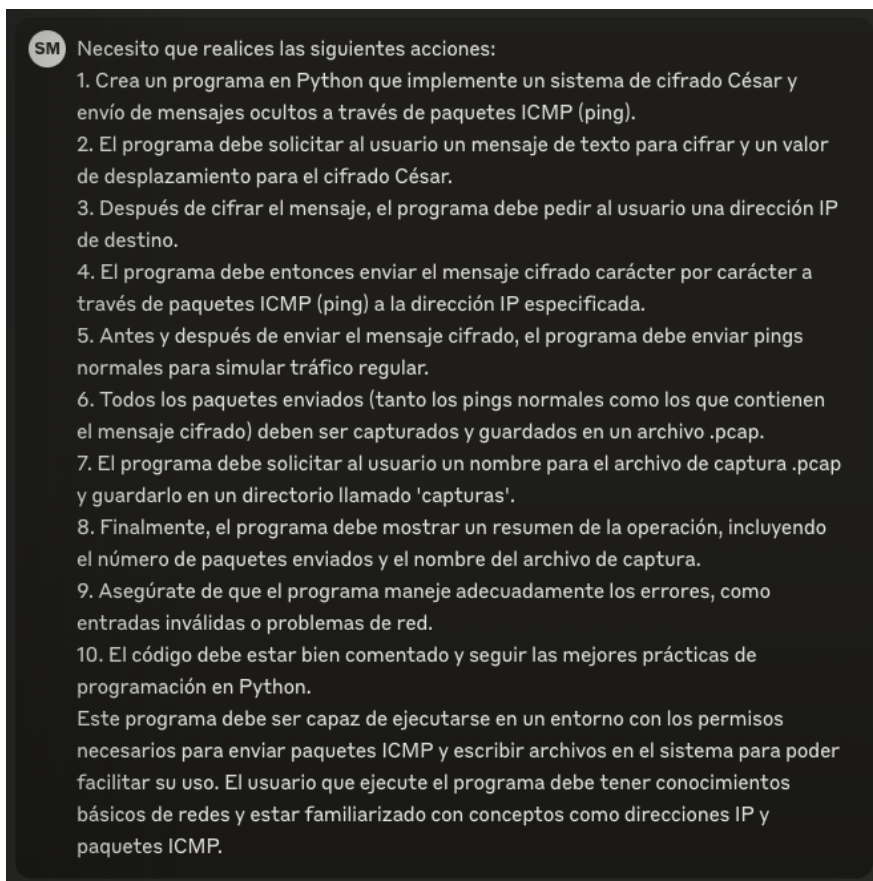 SM Necesito que realices las siguientes acciones:
1. Crea un programa en Python que implemente un sistema de cifrado César y
envío de mensajes ocultos a través de paquetes ICMP (ping).
2. El programa debe solicitar al usuario un mensaje de texto para cifrar y un valor
de desplazamiento para el cifrado César.
3. Después de cifrar el mensaje, el programa debe pedir al usuario una dirección IP
de destino.
4. El programa debe entonces enviar el mensaje cifrado carácter por carácter a
través de paquetes ICMP (ping) a la dirección IP especificada.
5. Antes y después de enviar el mensaje cifrado, el programa debe enviar pings
normales para simular tráfico regular.
6. Todos los paquetes enviados (tanto los pings normales como los que contienen
el mensaje cifrado) deben ser capturados y guardados en un archivo .pcap.
7. El programa debe solicitar al usuario un nombre para el archivo de captura .pcap
y guardarlo en un directorio llamado 'capturas'.
8. Finalmente, el programa debe mostrar un resumen de la operación, incluyendo
el número de paquetes enviados y el nombre del archivo de captura.
9. Asegúrate de que el programa maneje adecuadamente los errores, como
entradas inválidas o problemas de red.
10. El código debe estar bien comentado y seguir las mejores prácticas de
programación en Python.
Este programa debe ser capaz de ejecutarse en un entorno con los permisos
necesarios para enviar paquetes ICMP y escribir archivos en el sistema para poder
facilitar su uso. El usuario que ejecute el programa debe tener conocimientos
básicos de redes y estar familiarizado con conceptos como direcciones IP y
paquetes ICMP.